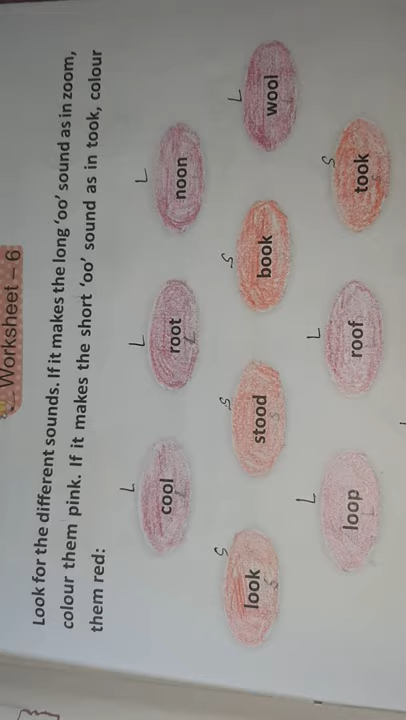 Worksheet – 6
Look for the different sounds. If it makes the long ‘oo’ sound as in zoom,
colour them pink. If it makes the short ‘oo’ sound as in took, colour
them red:
L L L
cool root noon
S S S L
look stood book wool
L L S
loop roof took